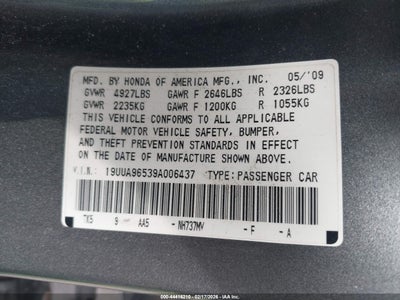 MFD. BY HONDA OF AMERICA MFG., INC. 05/'09
GVWR 4927LBS GAWR F 2646LBS R 2326LBS
GVWR 2235KG GAWR F 1200KG R 1055KG
THIS VEHICLE CONFORMS TO ALL APPLICABLE
FEDERAL MOTOR VEHICLE SAFETY, BUMPER,
AND THEFT PREVENTION STANDARDS IN EFFECT ON
THE DATE OF MANUFACTURE SHOWN ABOVE.
V.I.N. 19UUA96539A006437 TYPE: PASSENGER CAR
TK5 9 AA5 -NH737MV -F -A
000-44416210 - 02/17/2026 - IAAI.COM